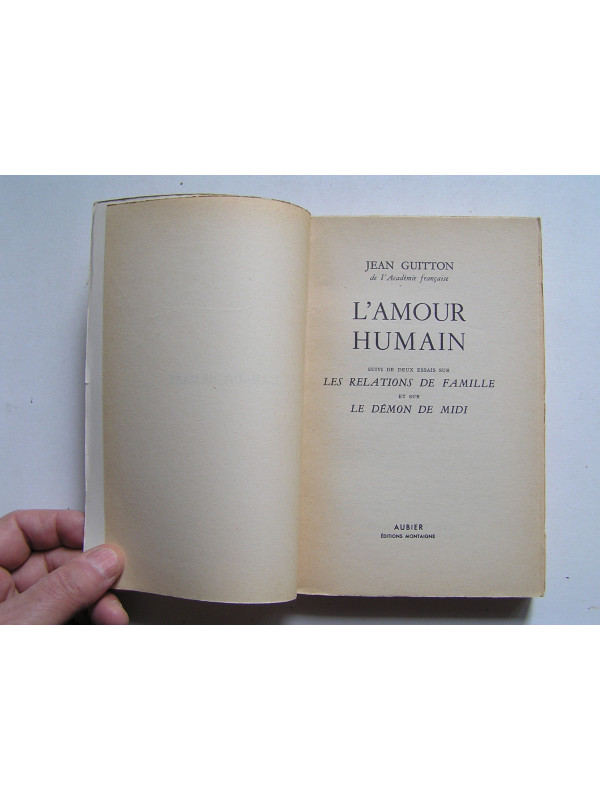 JEAN GUITTON
de l'Académie française
L'AMOUR
HUMAIN
SUIVI DE DEUX ESSAIS SUR
LES RELATIONS DE FAMILLE
ET SUR
LE DÉMON DE MIDI
AUBIER
ÉDITIONS MONTAIGNE